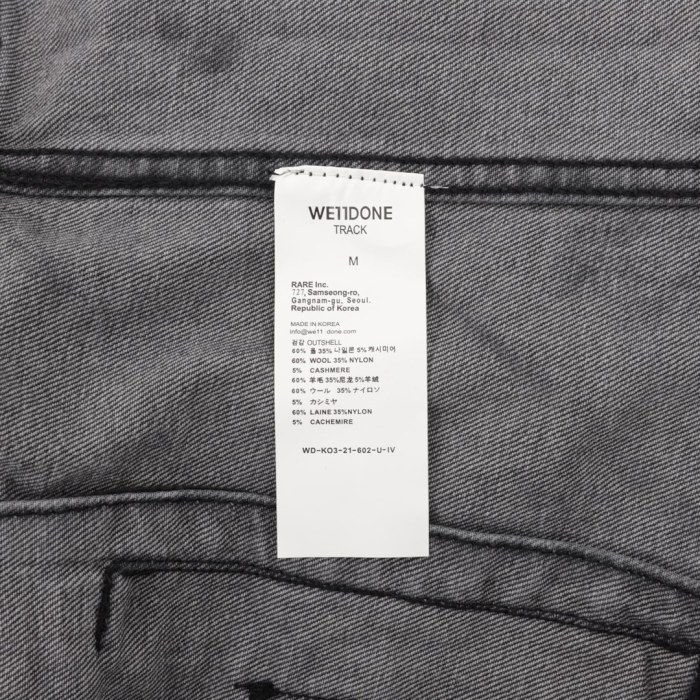 WE11DONE
TRACK
M
RARE Inc.
727, Samseong-ro,
Gangnam-gu, Seoul.
Republic of Korea
MADE IN KOREA
info@we11 done.com
겉감 OUTSHELL
60% 울 35% 나일론 5% 캐시미어
60% WOOL 35% NYLON
5% CASHMERE
60% 羊毛 35%尼龙 5%羊绒
60% ウール 35% ナイロソ
5% カシミヤ
60% LAINE 35%NYLON
5% CACHEMIRE
WD-KO3-21-602-U-IV